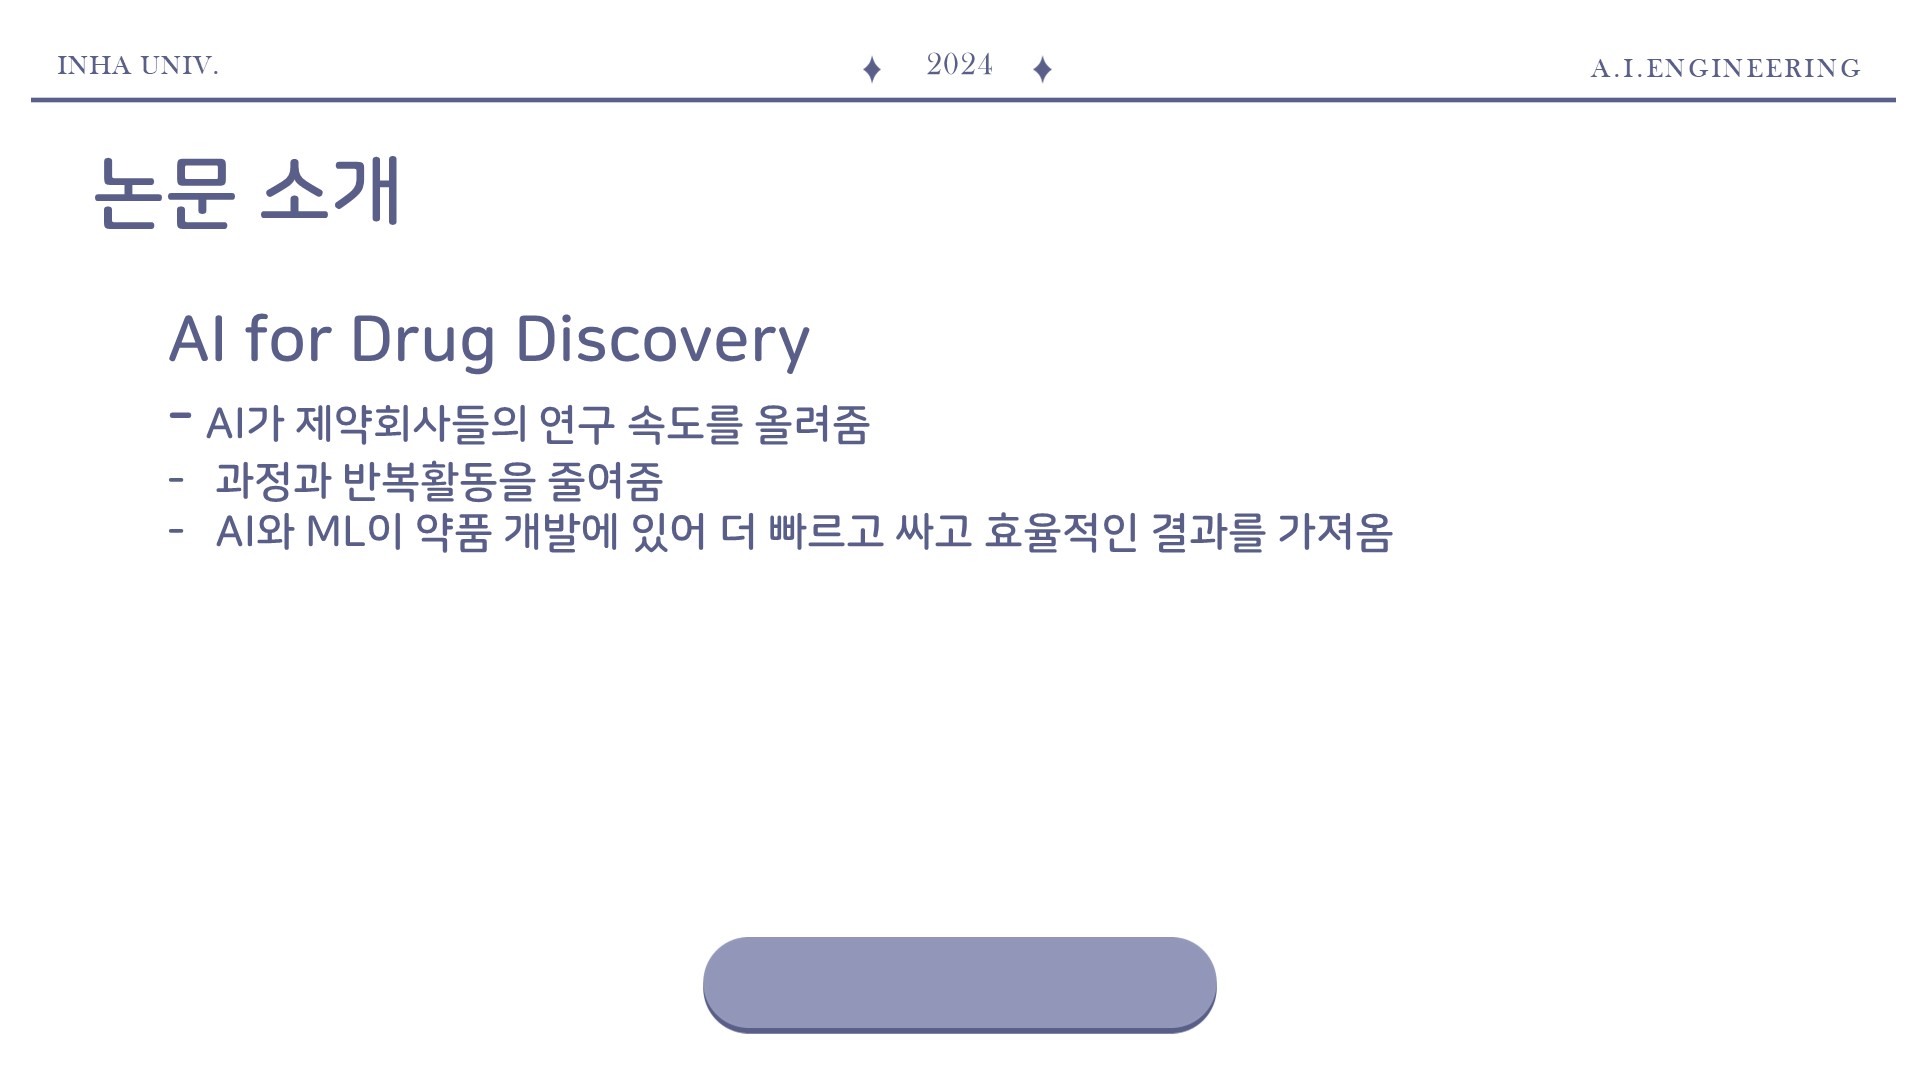 INHA UNIV.
2024
A.I.ENGINEERING
논문 소개
AI for Drug Discovery
- AI가 제약회사들의 연구 속도를 올려줌
- 과정과 반복활동을 줄여줌
- AI와 ML이 약품 개발에 있어 더 빠르고 싸고 효율적인 결과를 가져옴